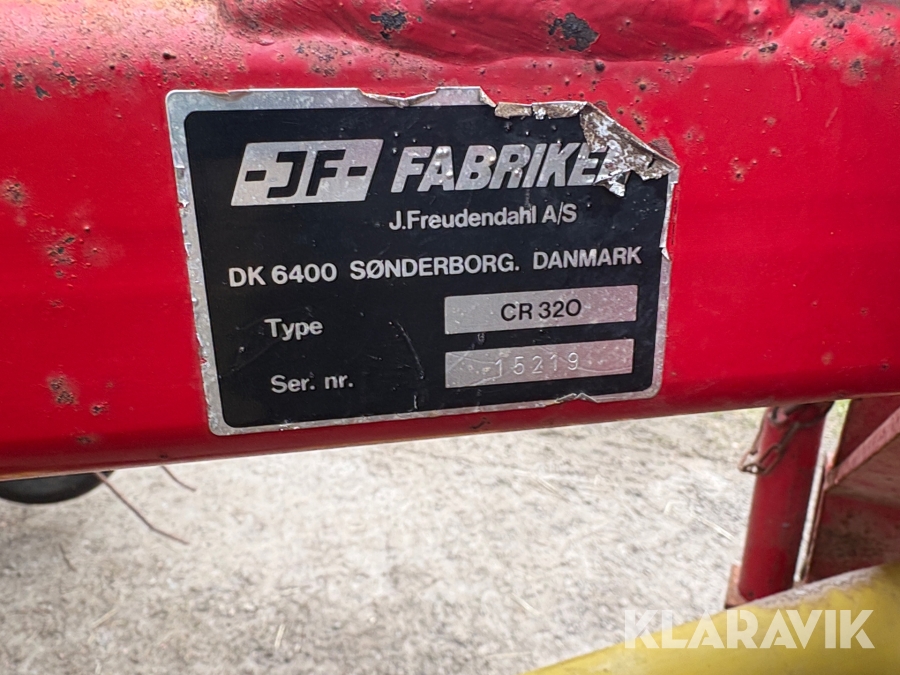 -JF- FABRIKEN
J.Freudendahl A/S
DK 6400 SØNDERBORG. DANMARK
Type CR 320
Ser. nr. 15219
KLARAVIK